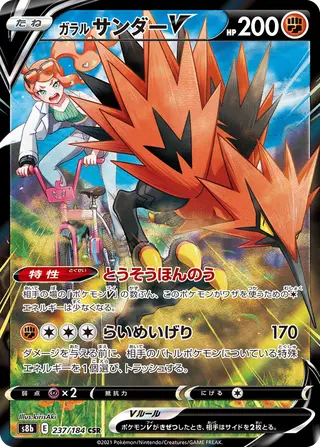 たね ガラル サンダーV HP 200
特性 とうそうほんのう
とくせい
相手の場の「ポケモンV」の数ぶん、このポケモンがワザを使うための
エネルギーは少なくなる。
らいめいげり 170
ダメージを与える前に、相手のバトルポケモンについている特殊
エネルギーを1個選び、トラッシュする。
弱点 ×2 抵抗力 にげる
Vルール
ポケモンVがきぜつしたとき、相手はサイドを2枚とる。
Illus.kirisAki
s8b E 237/184 CSR
©2021 Pokémon/Nintendo/Creatures/GAME FREAK.